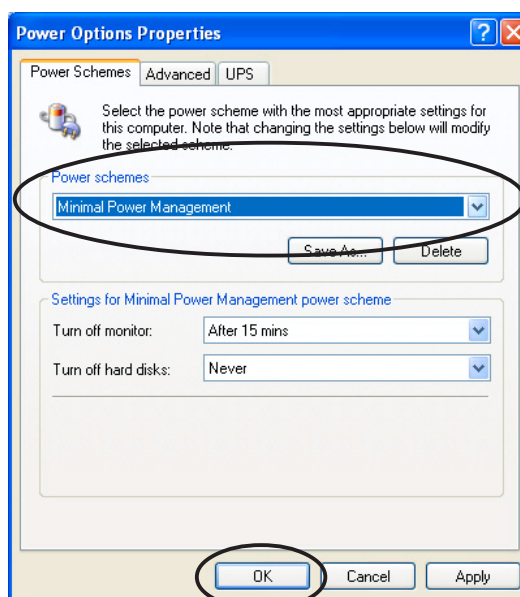 Power Options Properties
Power Schemes Advanced UPS
Select the power scheme with the most appropriate settings for
this computer. Note that changing the settings below will modify
the selected scheme.
Power schemes
Minimal Power Management
Save As... Delete
Settings for Minimal Power Management power scheme
Turn off monitor: After 15 mins
Turn off hard disks: Never
OK Cancel Apply